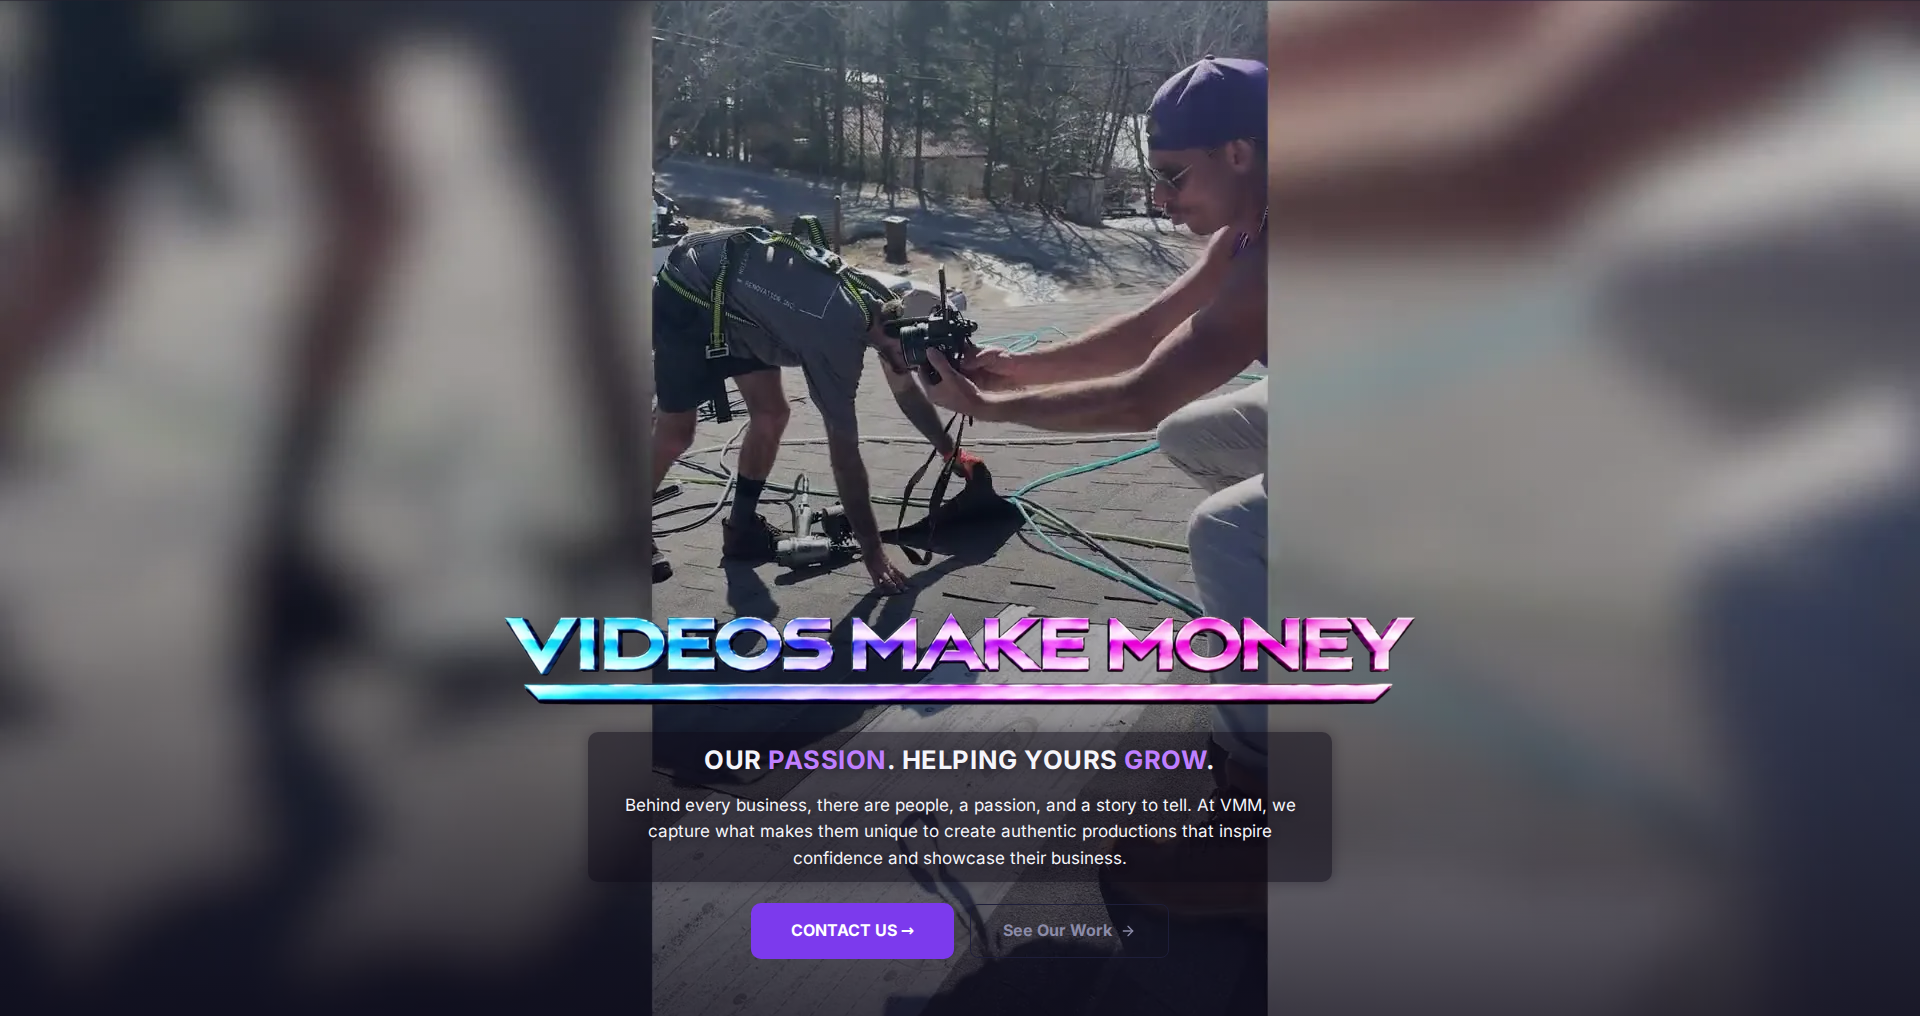 RENOVATION INC.
VIDEOS MAKE MONEY
OUR PASSION. HELPING YOURS GROW.
Behind every business, there are people, a passion, and a story to tell. At VMM, we
capture what makes them unique to create authentic productions that inspire
confidence and showcase their business.
CONTACT US →
See Our Work →